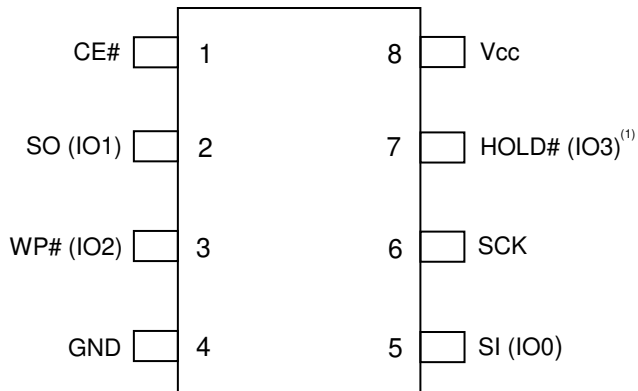 CE# 1 8 Vcc
SO (IO1) 2 7 HOLD# (IO3)(1)
WP# (IO2) 3 6 SCK
GND 4 5 SI (IO0)